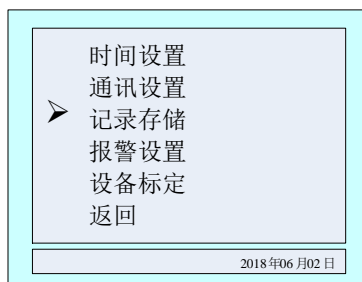 时间设置
通讯设置
记录存储
报警设置
设备标定
返回
2018年06月02日